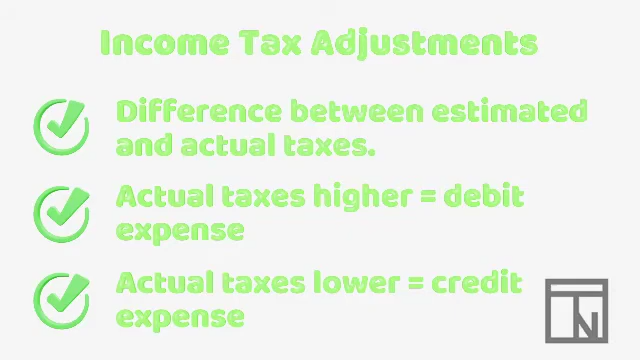 Income Tax Adjustments
Difference between estimated
and actual taxes.
Actual taxes higher = debit
expense
Actual taxes lower = credit
expense
TN